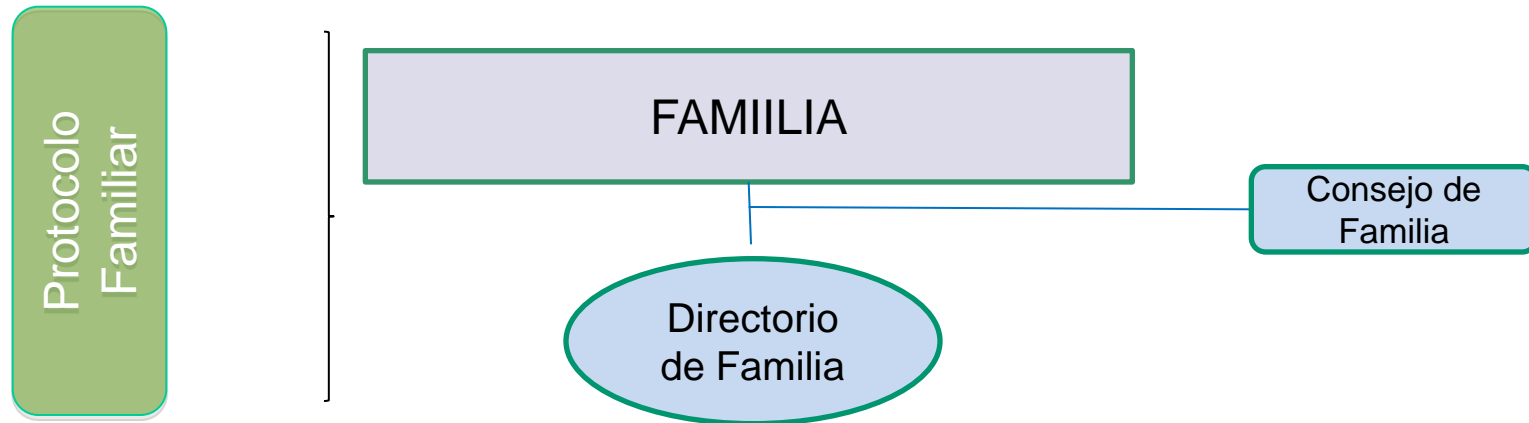 Protocolo
Familiar
FAMIILIA
Consejo de
Familia
Directorio
de Familia